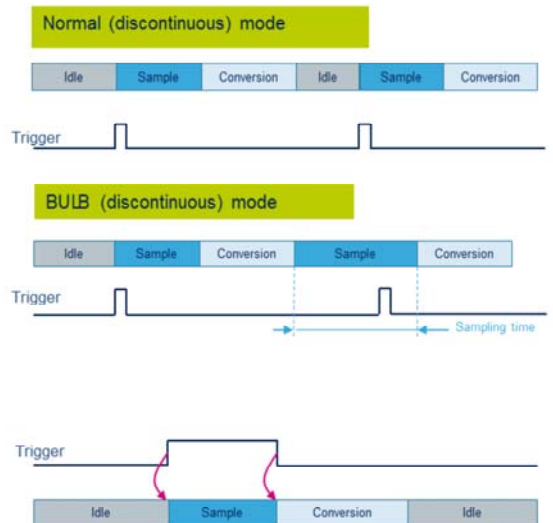 Normal (discontinuous) mode
Idle Sample Conversion Idle Sample Conversion
Trigger
BULB (discontinuous) mode
Idle Sample Conversion Sample Conversion
Trigger
Sampling time
Trigger
Idle Sample Conversion Idle